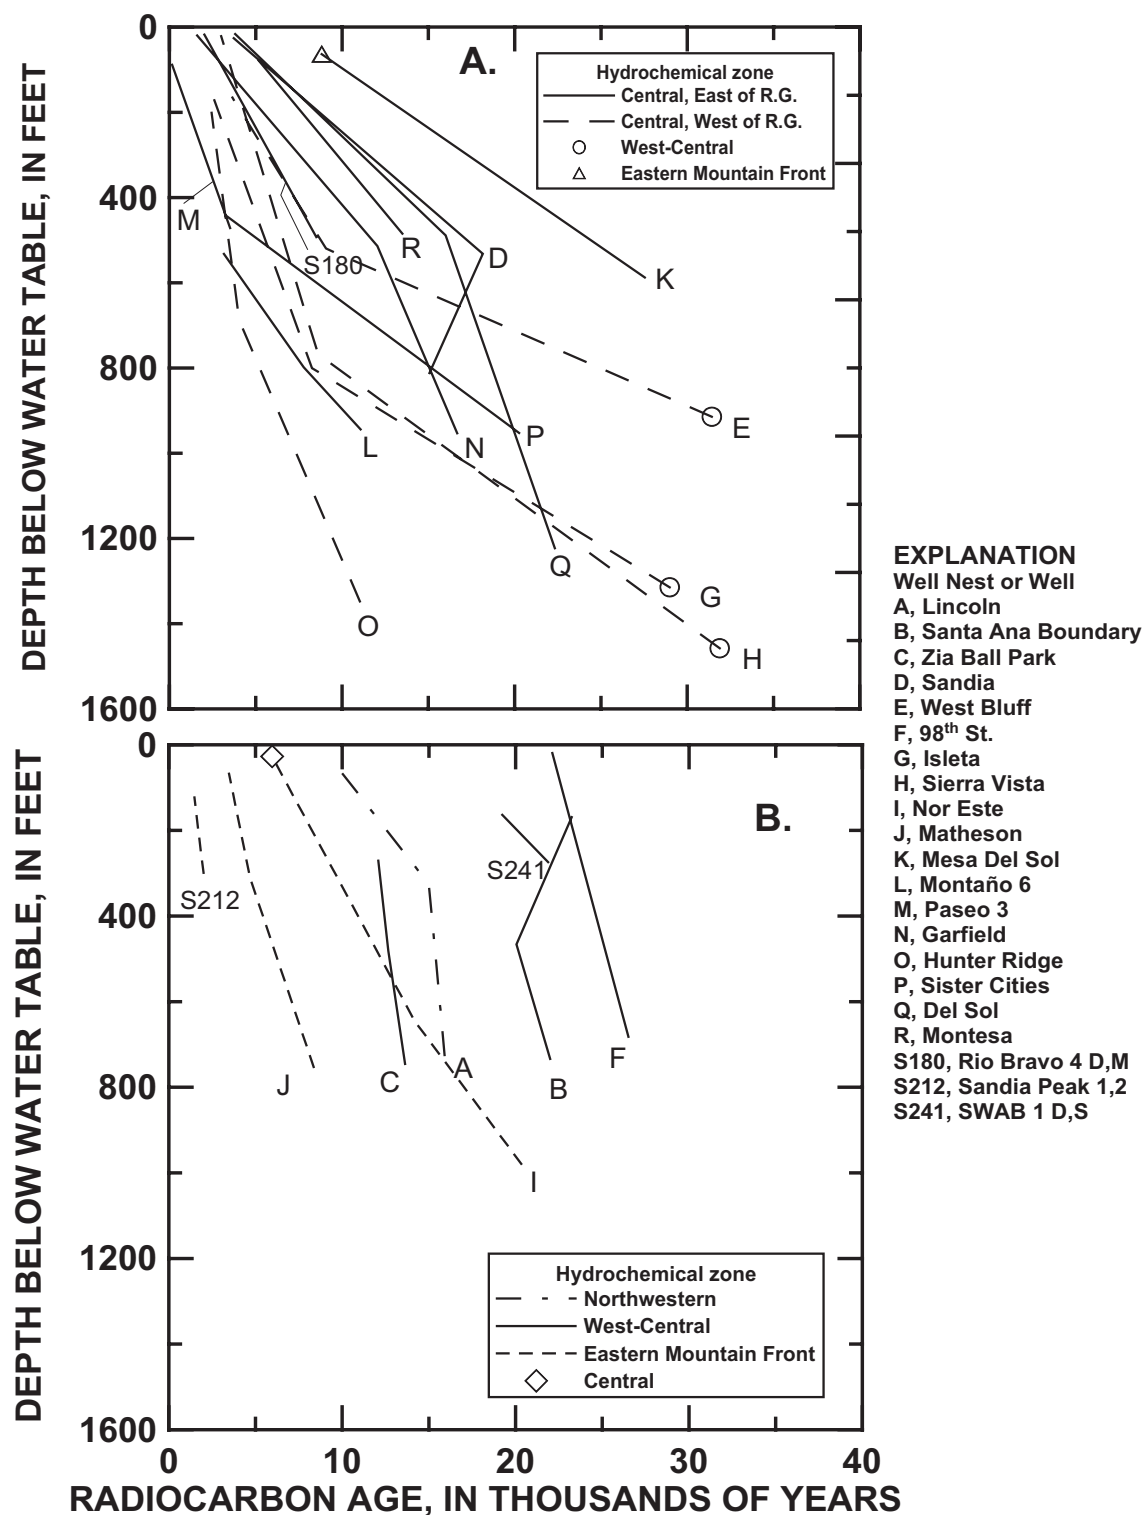 0
A.
Hydrochemical zone
Central, East of R.G.
Central, West of R.G.
West-Central
Eastern Mountain Front
DEPTH BELOW WATER TABLE, IN FEET
400
M
R
D
S180
K
800
E
P
L
N
1200
Q
G
O
H
1600
0
B.
S241
S212
400
A
F
J
C
B
800
I
1200
Hydrochemical zone
Northwestern
West-Central
Eastern Mountain Front
Central
DEPTH BELOW WATER TABLE, IN FEET
1600
0 10 20 30 40
RADIOCARBON AGE, IN THOUSANDS OF YEARS
EXPLANATION
Well Nest or Well
A, Lincoln
B, Santa Ana Boundary
C, Zia Ball Park
D, Sandia
E, West Bluff
F, 98th St.
G, Isleta
H, Sierra Vista
I, Nor Este
J, Matheson
K, Mesa Del Sol
L, Montaño 6
M, Paseo 3
N, Garfield
O, Hunter Ridge
P, Sister Cities
Q, Del Sol
R, Montesa
S180, Rio Bravo 4 D,M
S212, Sandia Peak 1,2
S241, SWAB 1 D,S